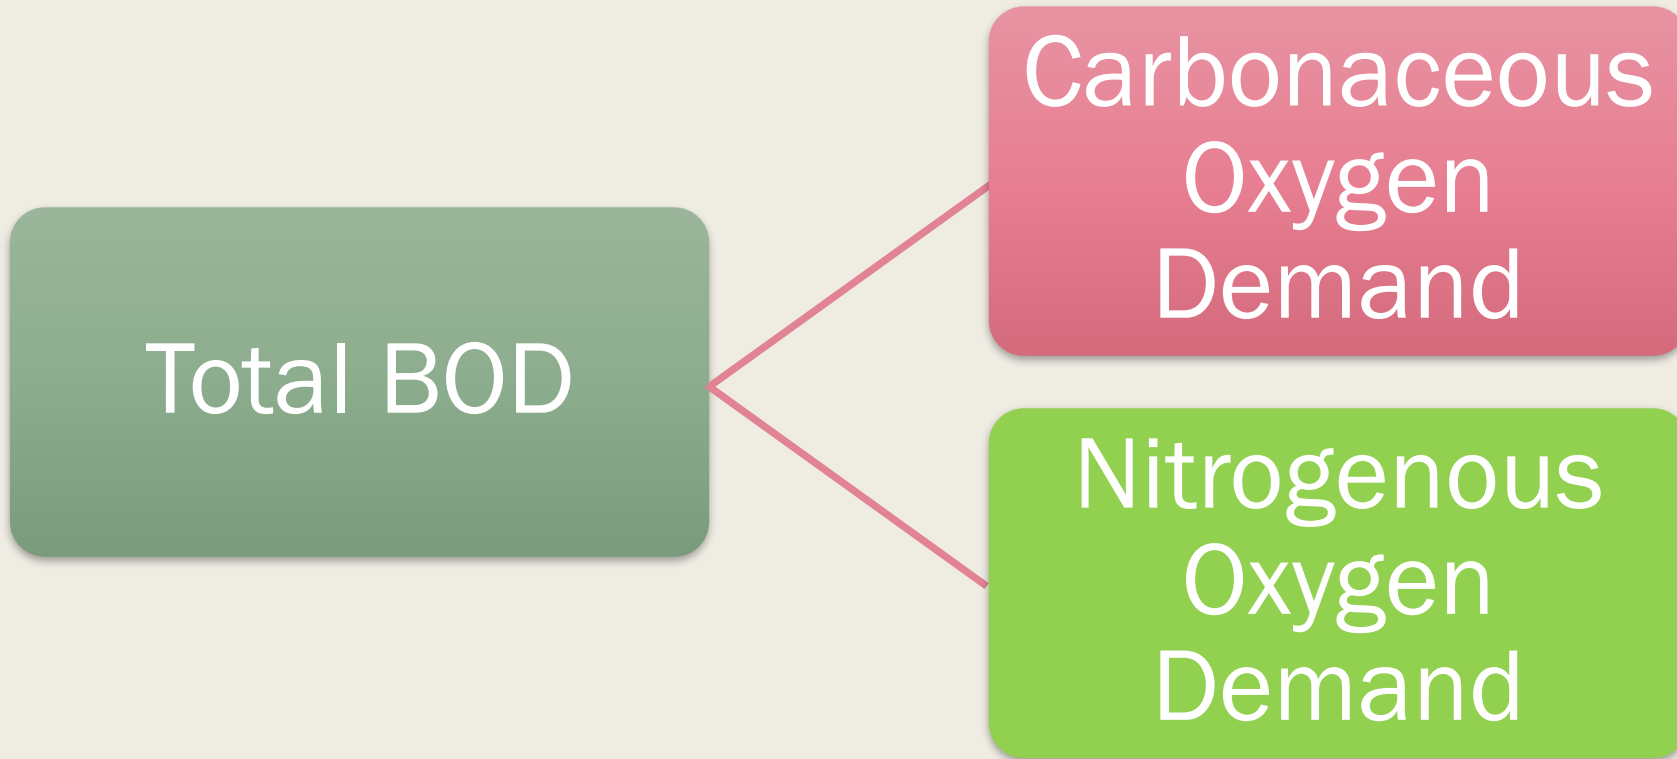 Total BOD
Carbonaceous
Oxygen
Demand
Nitrogenous
Oxygen
Demand